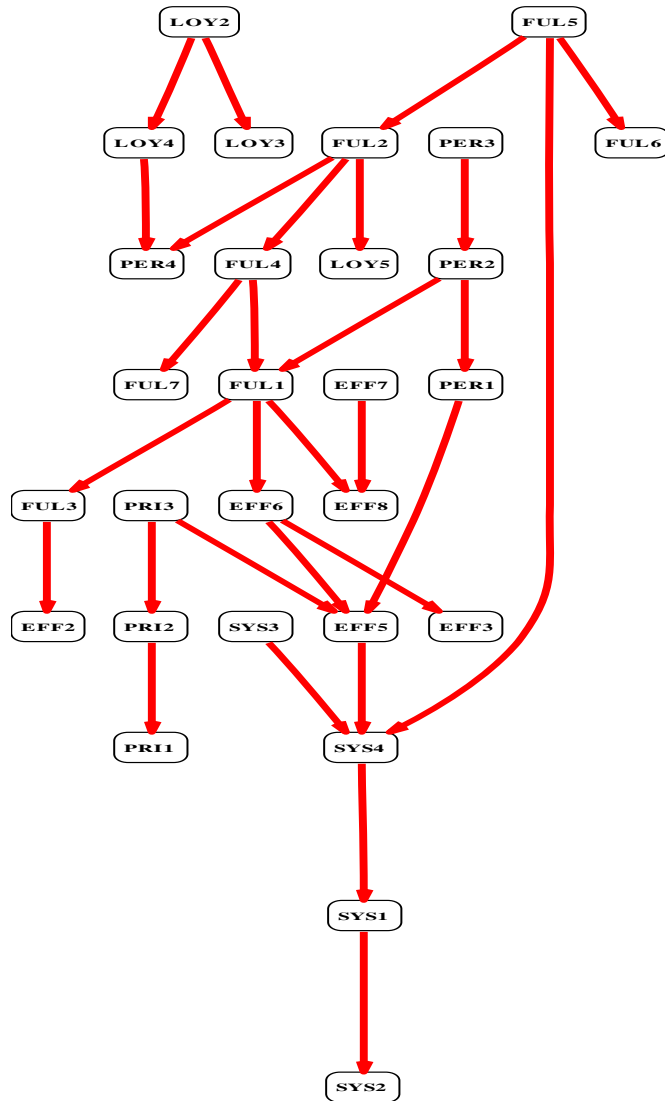 LOY2
FUL5
LOY4
LOY3
FUL2
PER3
FUL6
PER4
FUL4
LOY5
PER2
FUL7
FUL1
EFF7
PER1
FUL3
PRI3
EFF6
EFF8
EFF2
PRI2
SYS3
EFF5
EFF3
PRI1
SYS4
SYS1
SYS2